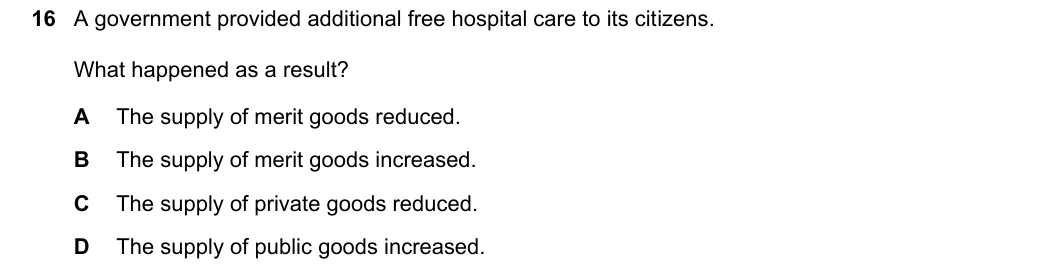 16 A government provided additional free hospital care to its citizens.
What happened as a result?
A The supply of merit goods reduced.
B The supply of merit goods increased.
C The supply of private goods reduced.
D The supply of public goods increased.